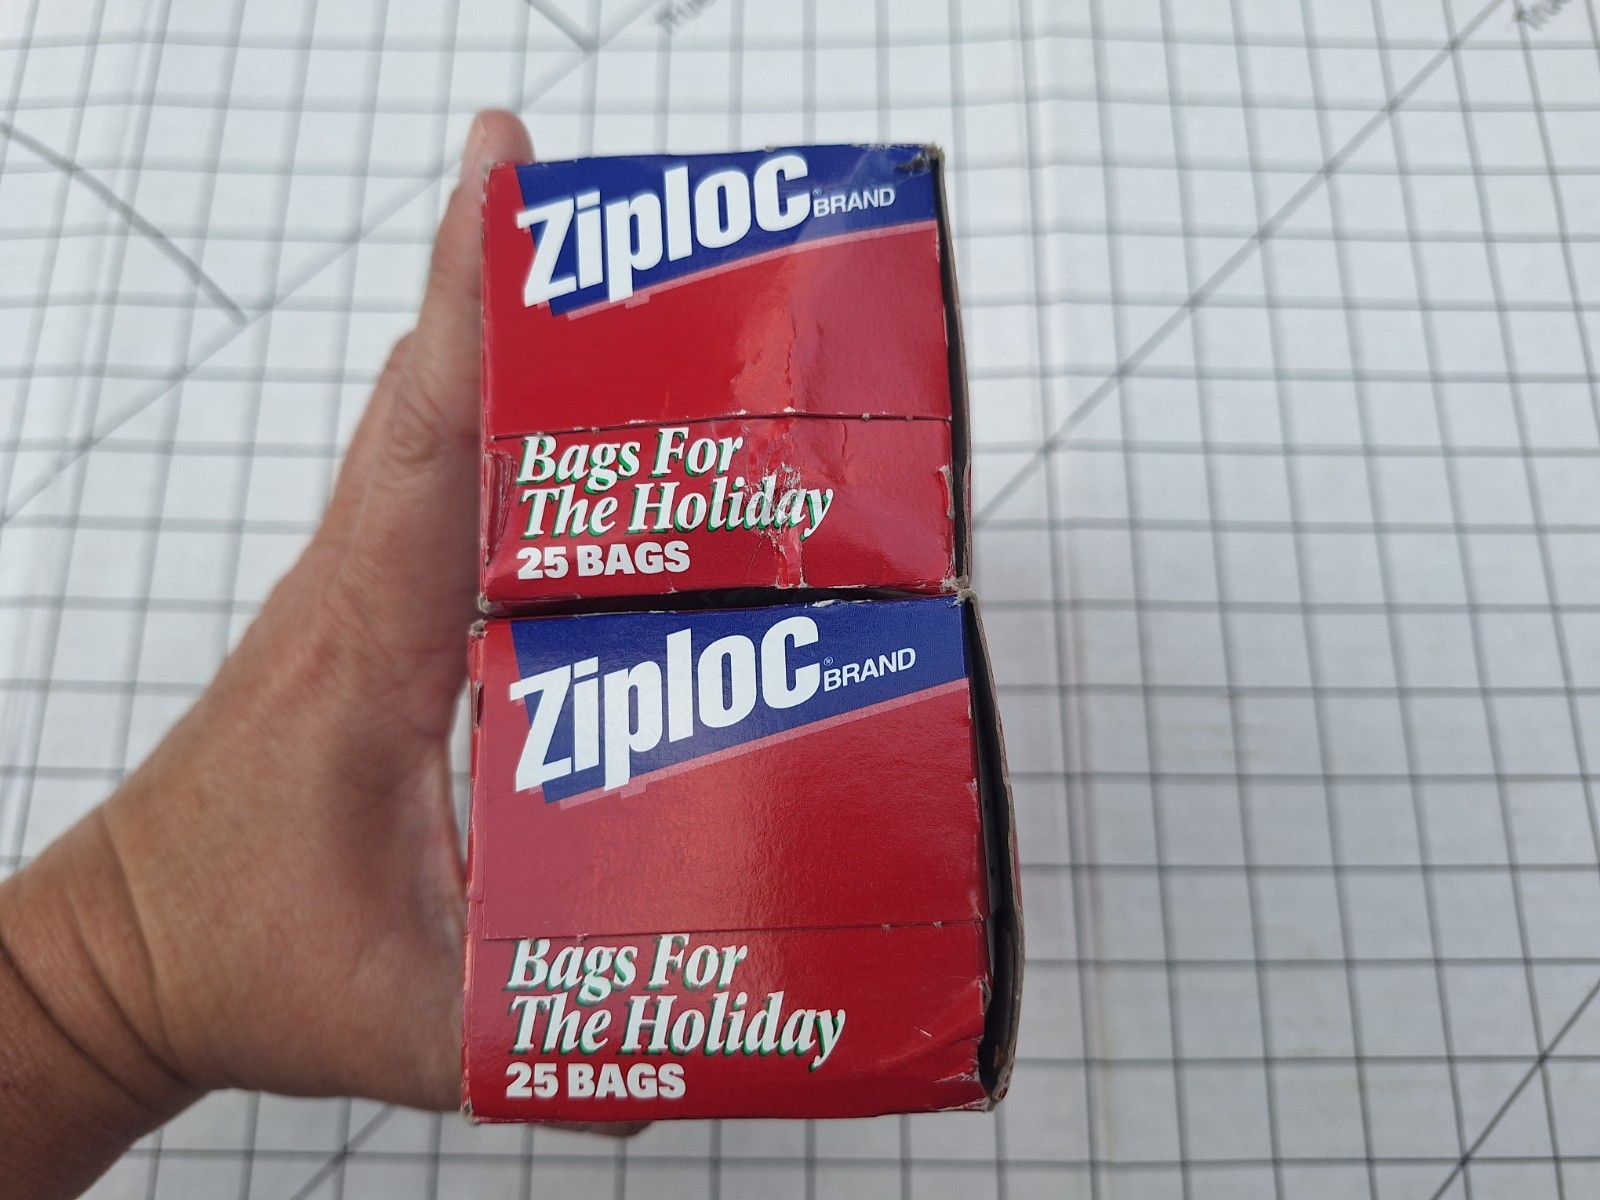 Ziploc® BRAND
Bags For
The Holiday
25 BAGS
Ziploc® BRAND
Bags For
The Holiday
25 BAGS